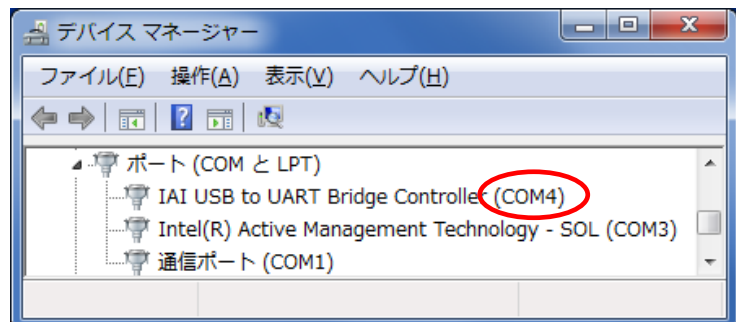 デバイス マネージャー
ファイル(F) 操作(A) 表示(V) ヘルプ(H)
ポート (COM と LPT)
IAI USB to UART Bridge Controller (COM4)
Intel(R) Active Management Technology - SOL (COM3)
通信ポート (COM1)